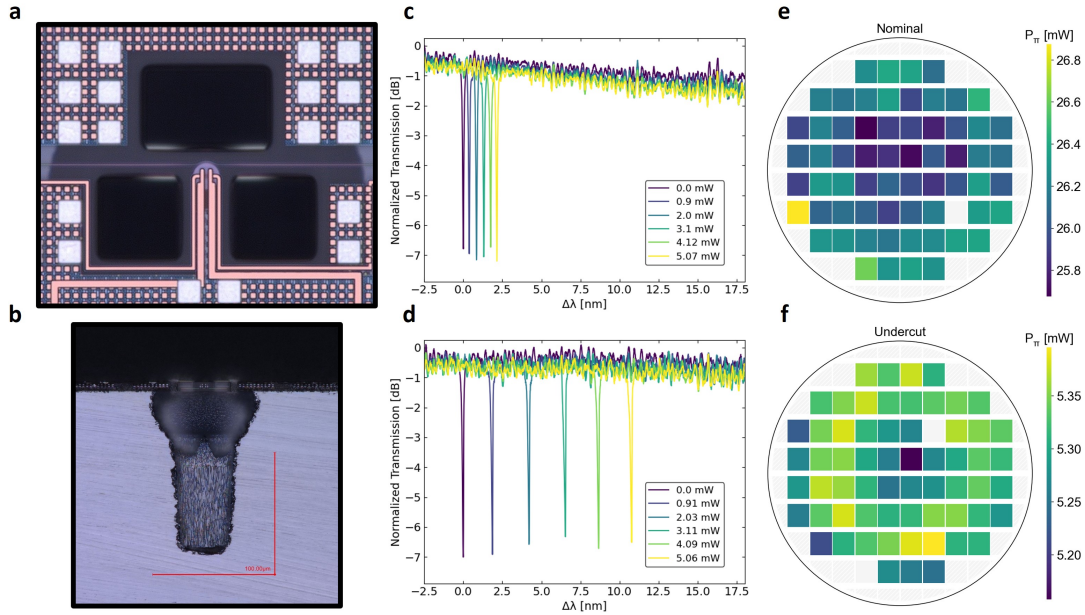 a
b
100.00µm
c
Normalized Transmission [dB]
0
−1
−2
−3
−4
−5
−6
−7
0.0 mW
0.9 mW
2.0 mW
3.1 mW
4.12 mW
5.07 mW
−2.5 0.0 2.5 5.0 7.5 10.0 12.5 15.0 17.5
Δλ [nm]
d
Normalized Transmission [dB]
0
−1
−2
−3
−4
−5
−6
−7
0.0 mW
0.91 mW
2.03 mW
3.11 mW
4.09 mW
5.06 mW
−2.5 0.0 2.5 5.0 7.5 10.0 12.5 15.0 17.5
Δλ [nm]
e
Nominal
Pπ [mW]
26.8
26.6
26.4
26.2
26.0
25.8
f
Undercut
Pπ [mW]
5.35
5.30
5.25
5.20